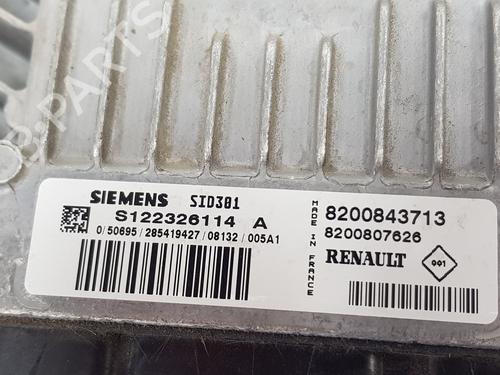 SIEMENS SID301
S122326114 A
0/50695/285419427/08132/005A1
MADE IN FRANCE
8200843713
8200807626
RENAULT
001